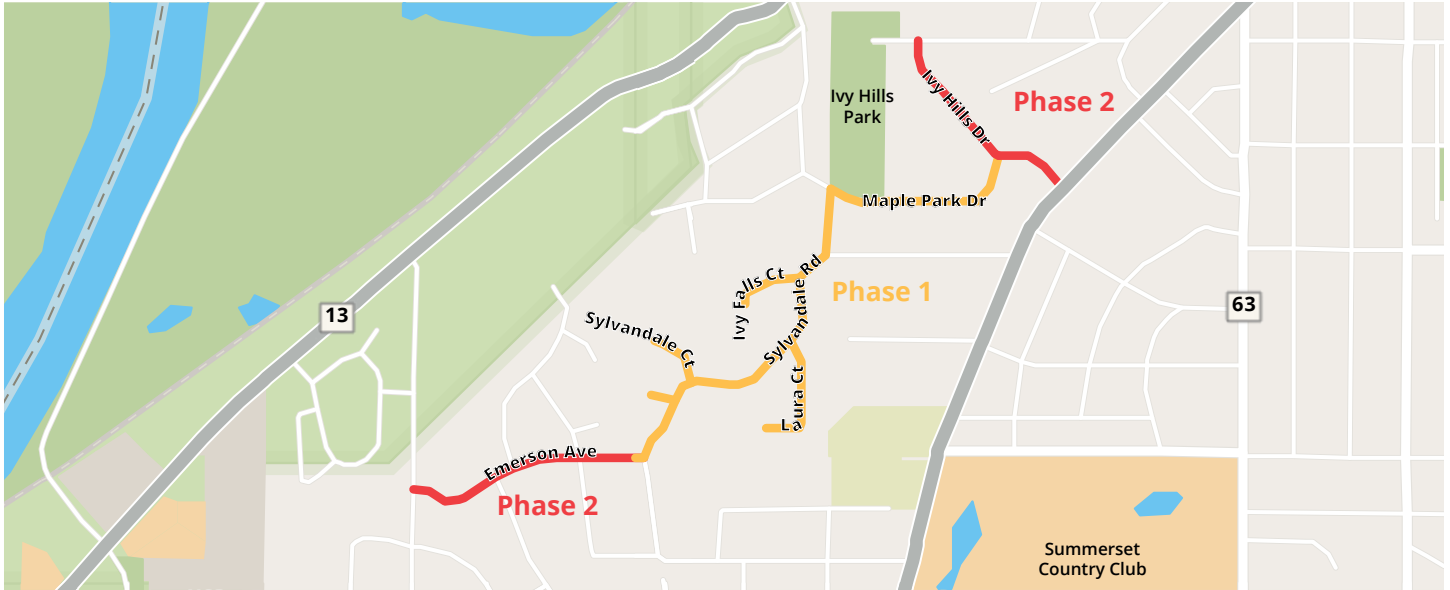 Ivy Hills
Park
Phase 2
Ivy Hills Dr
Maple Park Dr
Ivy Falls Ct
Sylvandale Rd
Phase 1
13
63
Sylvandale Ct
Laura Ct
Emerson Ave
Phase 2
Summerset
Country Club